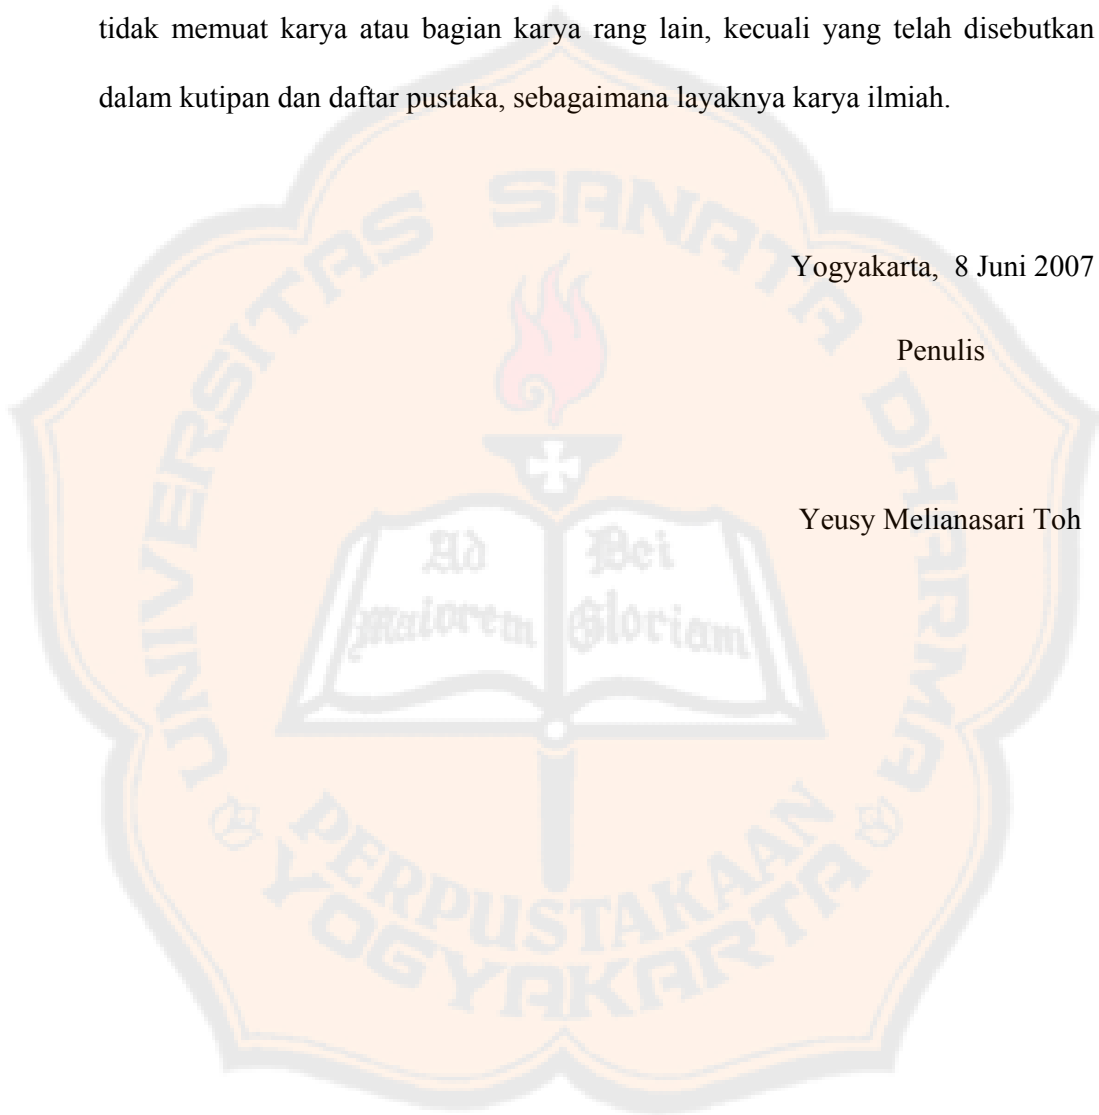 tidak memuat karya atau bagian karya rang lain, kecuali yang telah disebutkan
dalam kutipan dan daftar pustaka, sebagaimana layaknya karya ilmiah.
Yogyakarta,  8 Juni 2007
Penulis
Yeusy Melianasari Toh
UNIVERSITAS SANATA DHARMA
Ad
maiorem
Dei
Gloriam
PERPUSTAKAAN
YOGYAKARTA